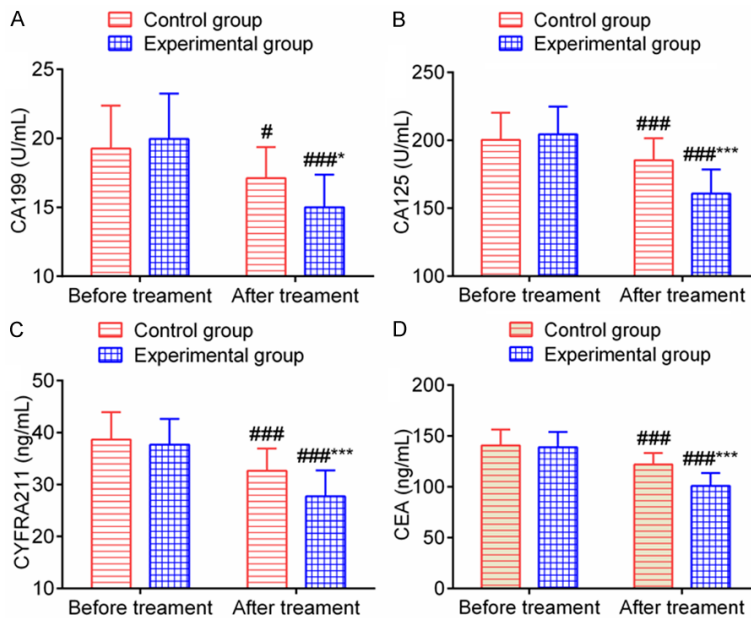 A
Control group
Experimental group
CA199 (U/mL)
25
20
15
10
#
###*
Before treament
After treament
B
Control group
Experimental group
CA125 (U/mL)
250
200
150
100
###
###***
Before treament
After treament
C
Control group
Experimental group
CYFRA211 (ng/mL)
50
40
30
20
10
###
###***
Before treament
After treament
D
Control group
Experimental group
CEA (ng/mL)
200
150
100
50
0
###
###***
Before treament
After treament